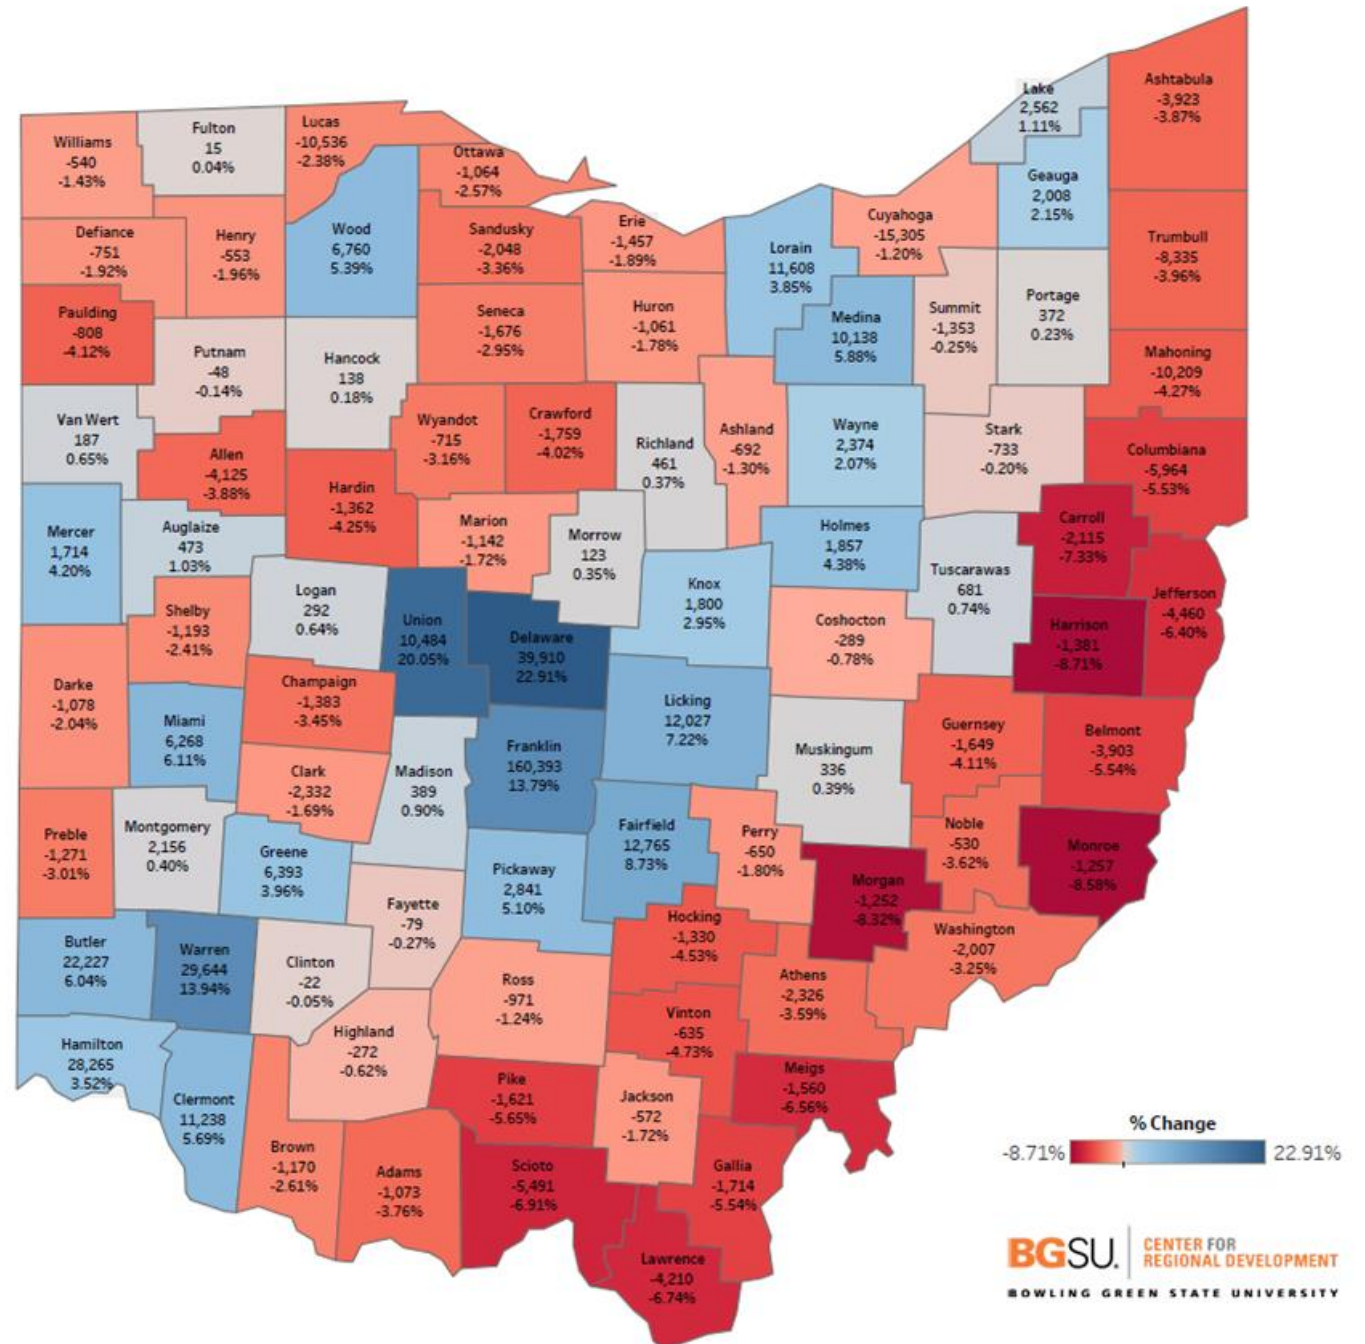 Lake
2,562
1.11%
Ashtabula
-3,923
-3.87%
Williams
-540
-1.43%
Fulton
15
0.04%
Lucas
-10,536
-2.38%
Ottawa
-1,064
-2.57%
Geauga
2,008
2.15%
Defiance
-751
-1.92%
Henry
-553
-1.96%
Wood
6,760
5.39%
Sandusky
-2,048
-3.36%
Erie
-1,457
-1.89%
Lorain
11,608
3.85%
Cuyahoga
-15,305
-1.20%
Trumbull
-8,335
-3.96%
Paulding
-808
-4.12%
Putnam
-48
-0.14%
Hancock
138
0.18%
Seneca
-1,676
-2.95%
Huron
-1,061
-1.78%
Medina
10,138
5.88%
Summit
-1,353
-0.25%
Portage
372
0.23%
Mahoning
-10,209
-4.27%
Van Wert
187
0.65%
Allen
-4,125
-3.88%
Hardin
-1,362
-4.25%
Wyandot
-715
-3.16%
Crawford
-1,759
-4.02%
Richland
461
0.37%
Ashland
-692
-1.30%
Wayne
2,374
2.07%
Stark
-733
-0.20%
Columbiana
-5,964
-5.53%
Mercer
1,714
4.20%
Auglaize
473
1.03%
Marion
-1,142
-1.72%
Morrow
123
0.35%
Holmes
1,857
4.38%
Carroll
-2,115
-7.33%
Shelby
-1,193
-2.41%
Logan
292
0.64%
Union
10,484
20.05%
Delaware
39,910
22.91%
Knox
1,800
2.95%
Coshocton
-289
-0.78%
Tuscarawas
681
0.74%
Harrison
-1,381
-8.71%
Jefferson
-4,460
-6.40%
Darke
-1,078
-2.04%
Miami
6,268
6.11%
Champaign
-1,383
-3.45%
Licking
12,027
7.22%
Guernsey
-1,649
-4.11%
Belmont
-3,903
-5.54%
Clark
-2,332
-1.69%
Madison
389
0.90%
Franklin
160,393
13.79%
Muskingum
336
0.39%
Preble
-1,271
-3.01%
Montgomery
2,156
0.40%
Greene
6,393
3.96%
Pickaway
2,841
5.10%
Fairfield
12,765
8.73%
Perry
-650
-1.80%
Noble
-530
-3.62%
Monroe
-1,257
-8.58%
Morgan
-1,252
-8.32%
Fayette
-79
-0.27%
Hocking
-1,330
-4.53%
Washington
-2,007
-3.25%
Butler
22,227
6.04%
Warren
29,644
13.94%
Clinton
-22
-0.05%
Ross
-971
-1.24%
Athens
-2,326
-3.59%
Hamilton
28,265
3.52%
Highland
-272
-0.62%
Vinton
-635
-4.73%
Clermont
11,238
5.69%
Pike
-1,621
-5.65%
Jackson
-572
-1.72%
Meigs
-1,560
-6.56%
Brown
-1,170
-2.61%
Adams
-1,073
-3.76%
Scioto
-5,491
-6.91%
Gallia
-1,714
-5.54%
Lawrence
-4,210
-6.74%
% Change
-8.71% 22.91%
BGSU.
CENTER FOR
REGIONAL DEVELOPMENT
BOWLING GREEN STATE UNIVERSITY